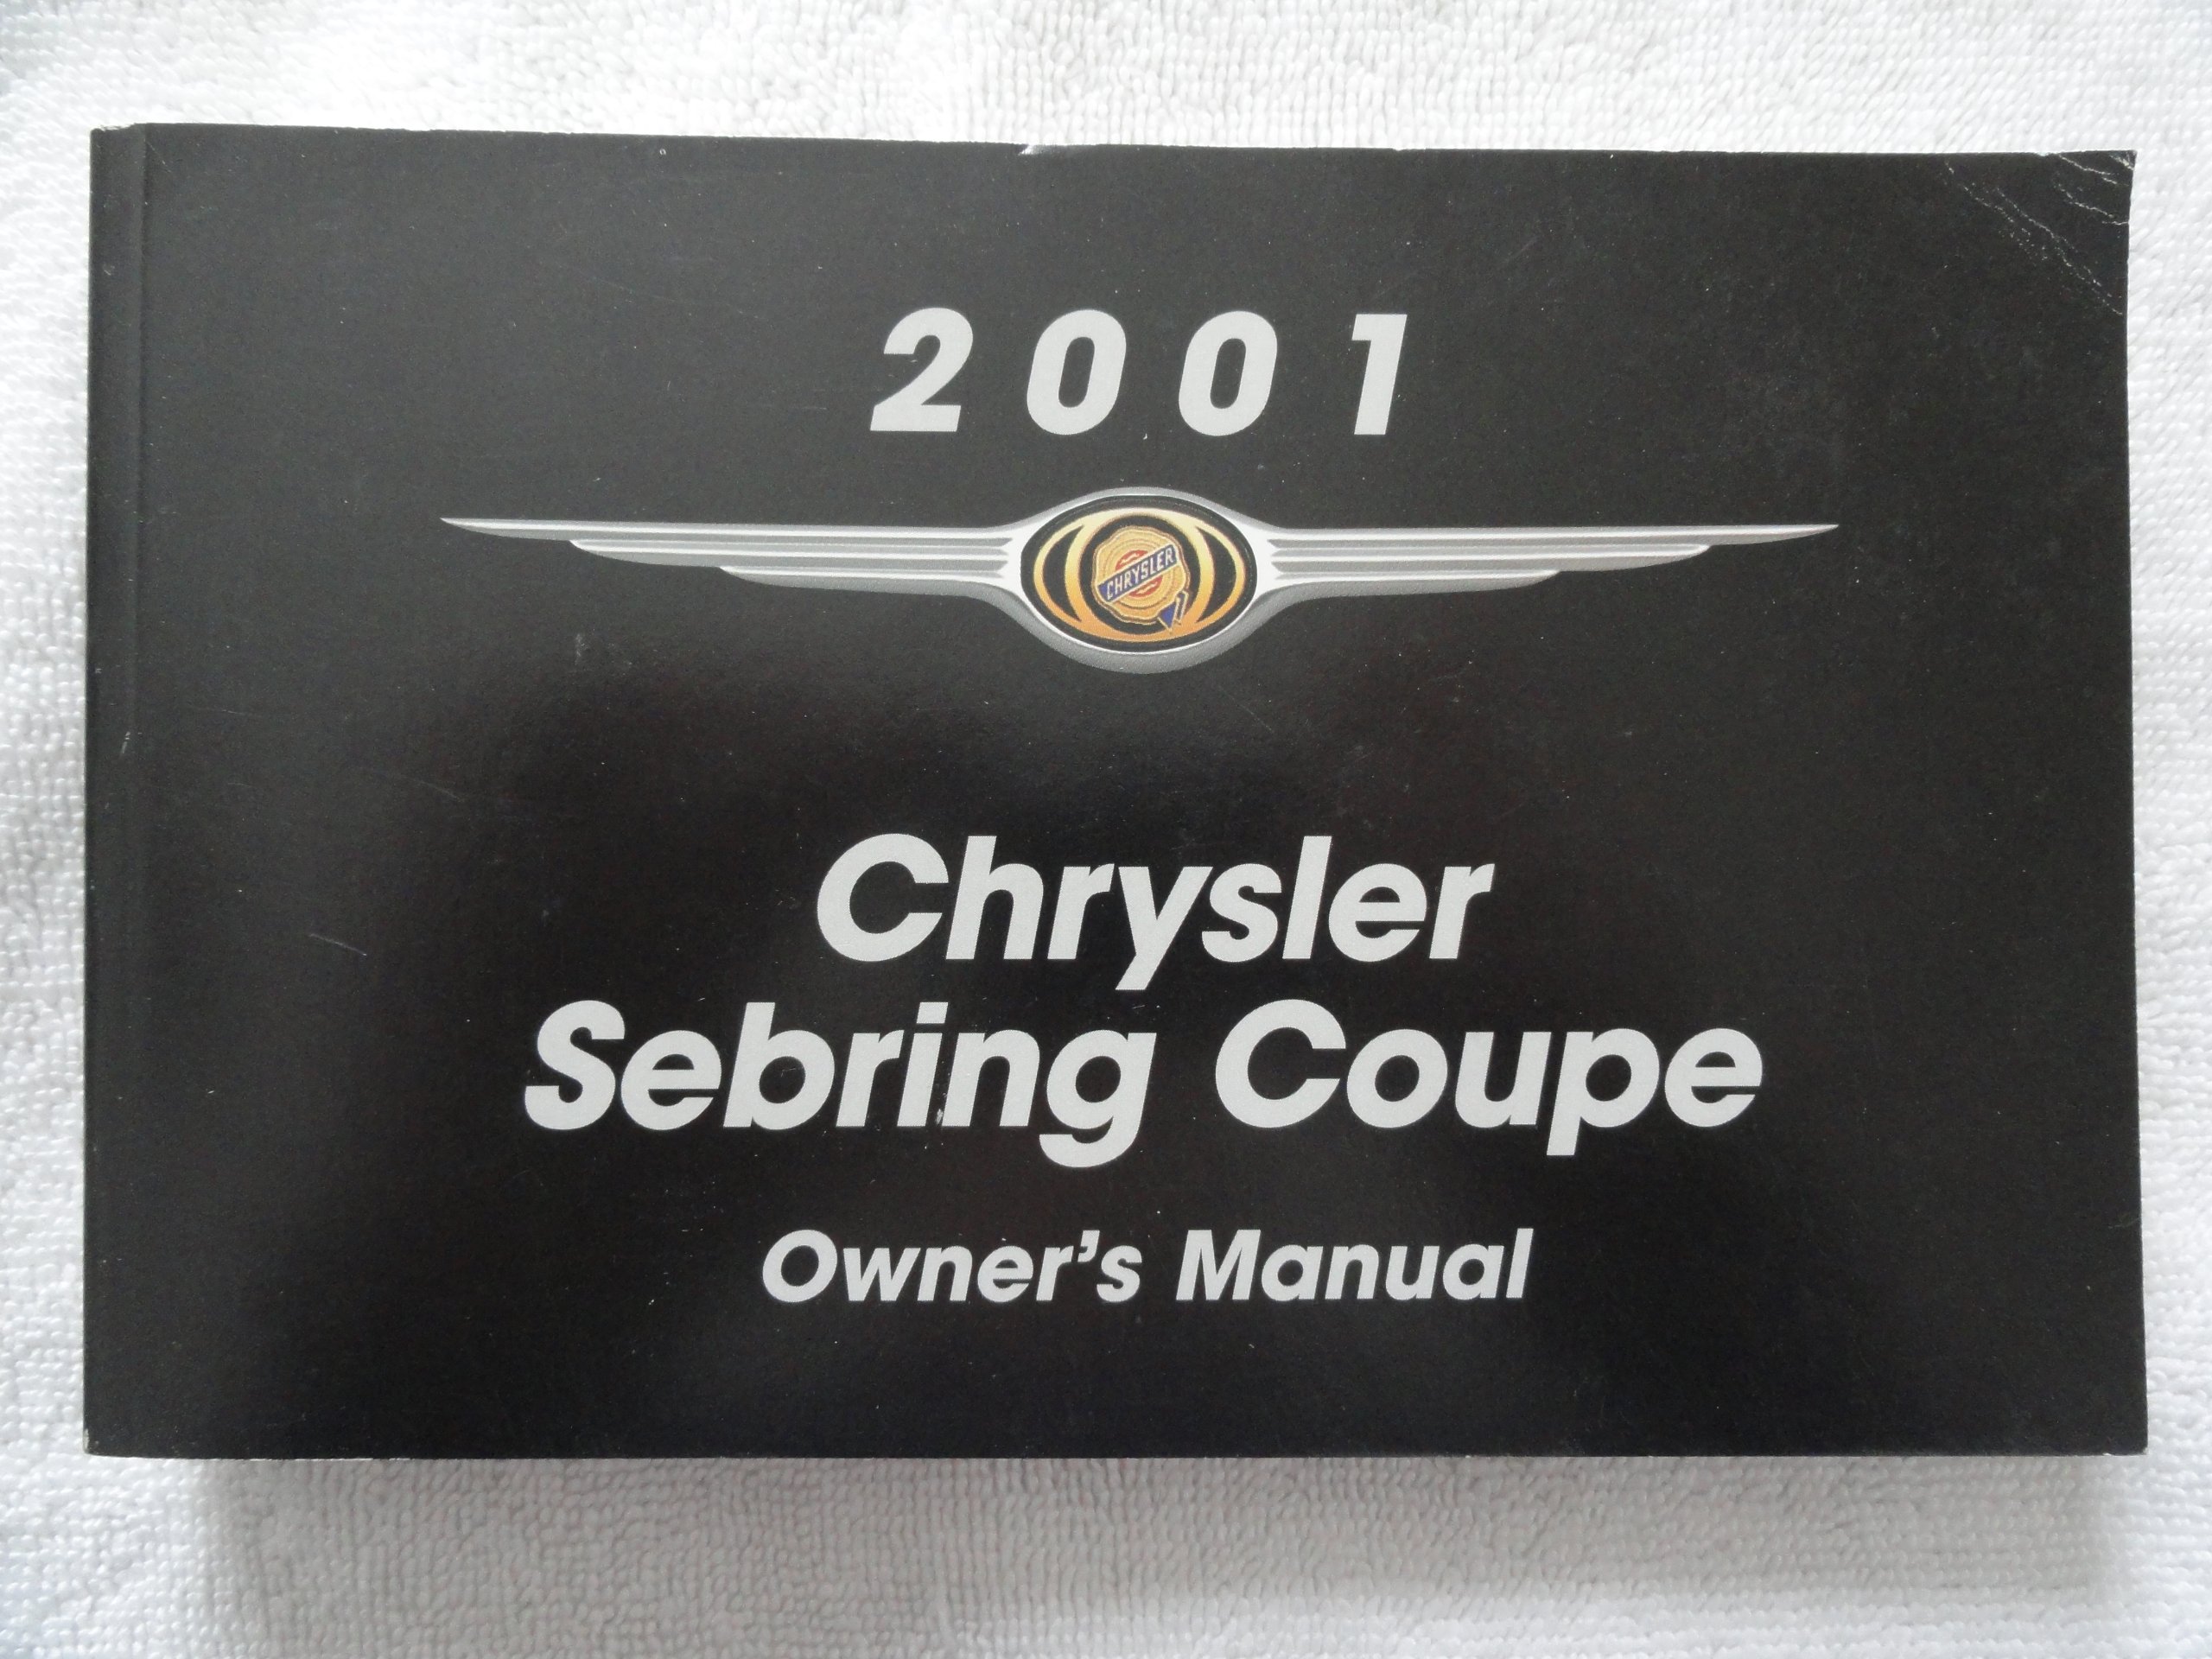 2001
CHRYSLER
Chrysler
Sebring Coupe
Owner's Manual